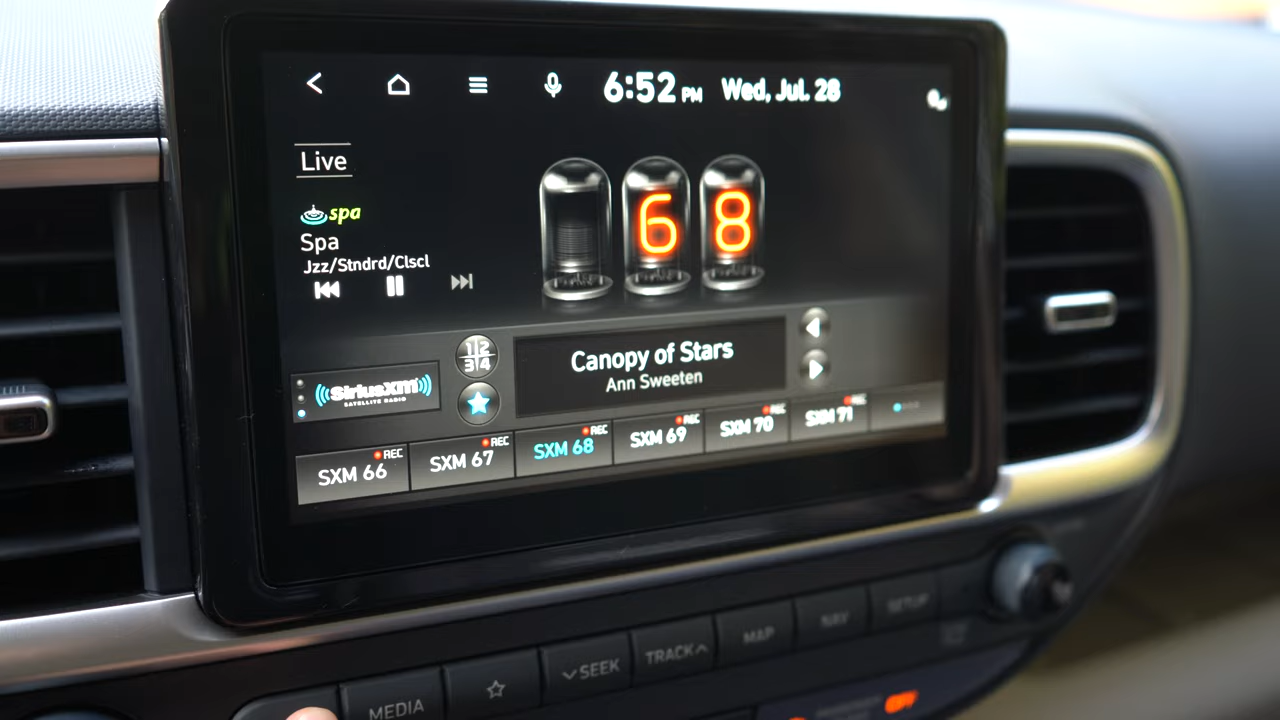 6:52 PM Wed, Jul. 28
Live
spa
Spa
Jzz/Stndrd/Clscl
68
1 2
3 4
Canopy of Stars
Ann Sweeten
SiriusXM
SATELLITE RADIO
REC REC REC REC REC REC
SXM 66 SXM 67 SXM 68 SXM 69 SXM 70 SXM 71
MEDIA SEEK TRACK MAP NAV SETUP
OFF